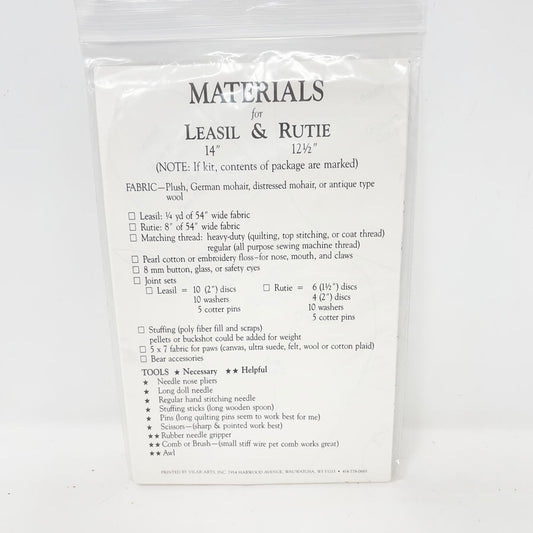 MATERIALS
for
LEASIL & RUTIE
14" 12½"
(NOTE: If kit, contents of package are marked)
FABRIC—Plush, German mohair, distressed mohair, or antique type
wool
☐ Leasil: ¼ yd of 54" wide fabric
☐ Rutie: 8" of 54" wide fabric
☐ Matching thread: heavy-duty (quilting, top stitching, or coat thread)
regular (all purpose sewing machine thread)
☐ Pearl cotton or embroidery floss—for nose, mouth, and claws
☐ 8 mm button, glass, or safety eyes
☐ Joint sets
☐ Leasil = 10 (2") discs ☐ Rutie = 6 (1½") discs
10 washers 4 (2") discs
5 cotter pins 10 washers
5 cotter pins
☐ Stuffing (poly fiber fill and scraps)
pellets or buckshot could be added for weight
☐ 5 x 7 fabric for paws (canvas, ultra suede, felt, wool or cotton plaid)
☐ Bear accessories
TOOLS ★ Necessary ★★ Helpful
★ Needle nose pliers
★ Long doll needle
★ Regular hand stitching needle
★ Stuffing sticks (long wooden spoon)
★ Pins (long quilting pins seem to work best for me)
★ Scissors—(sharp & pointed work best)
★★ Rubber needle gripper
★★ Comb or Brush—(small stiff wire pet comb works great)
★★ Awl
PRINTED BY VILAR ARTS, INC. HARWOOD AVENUE, WAUWATOSA, WI